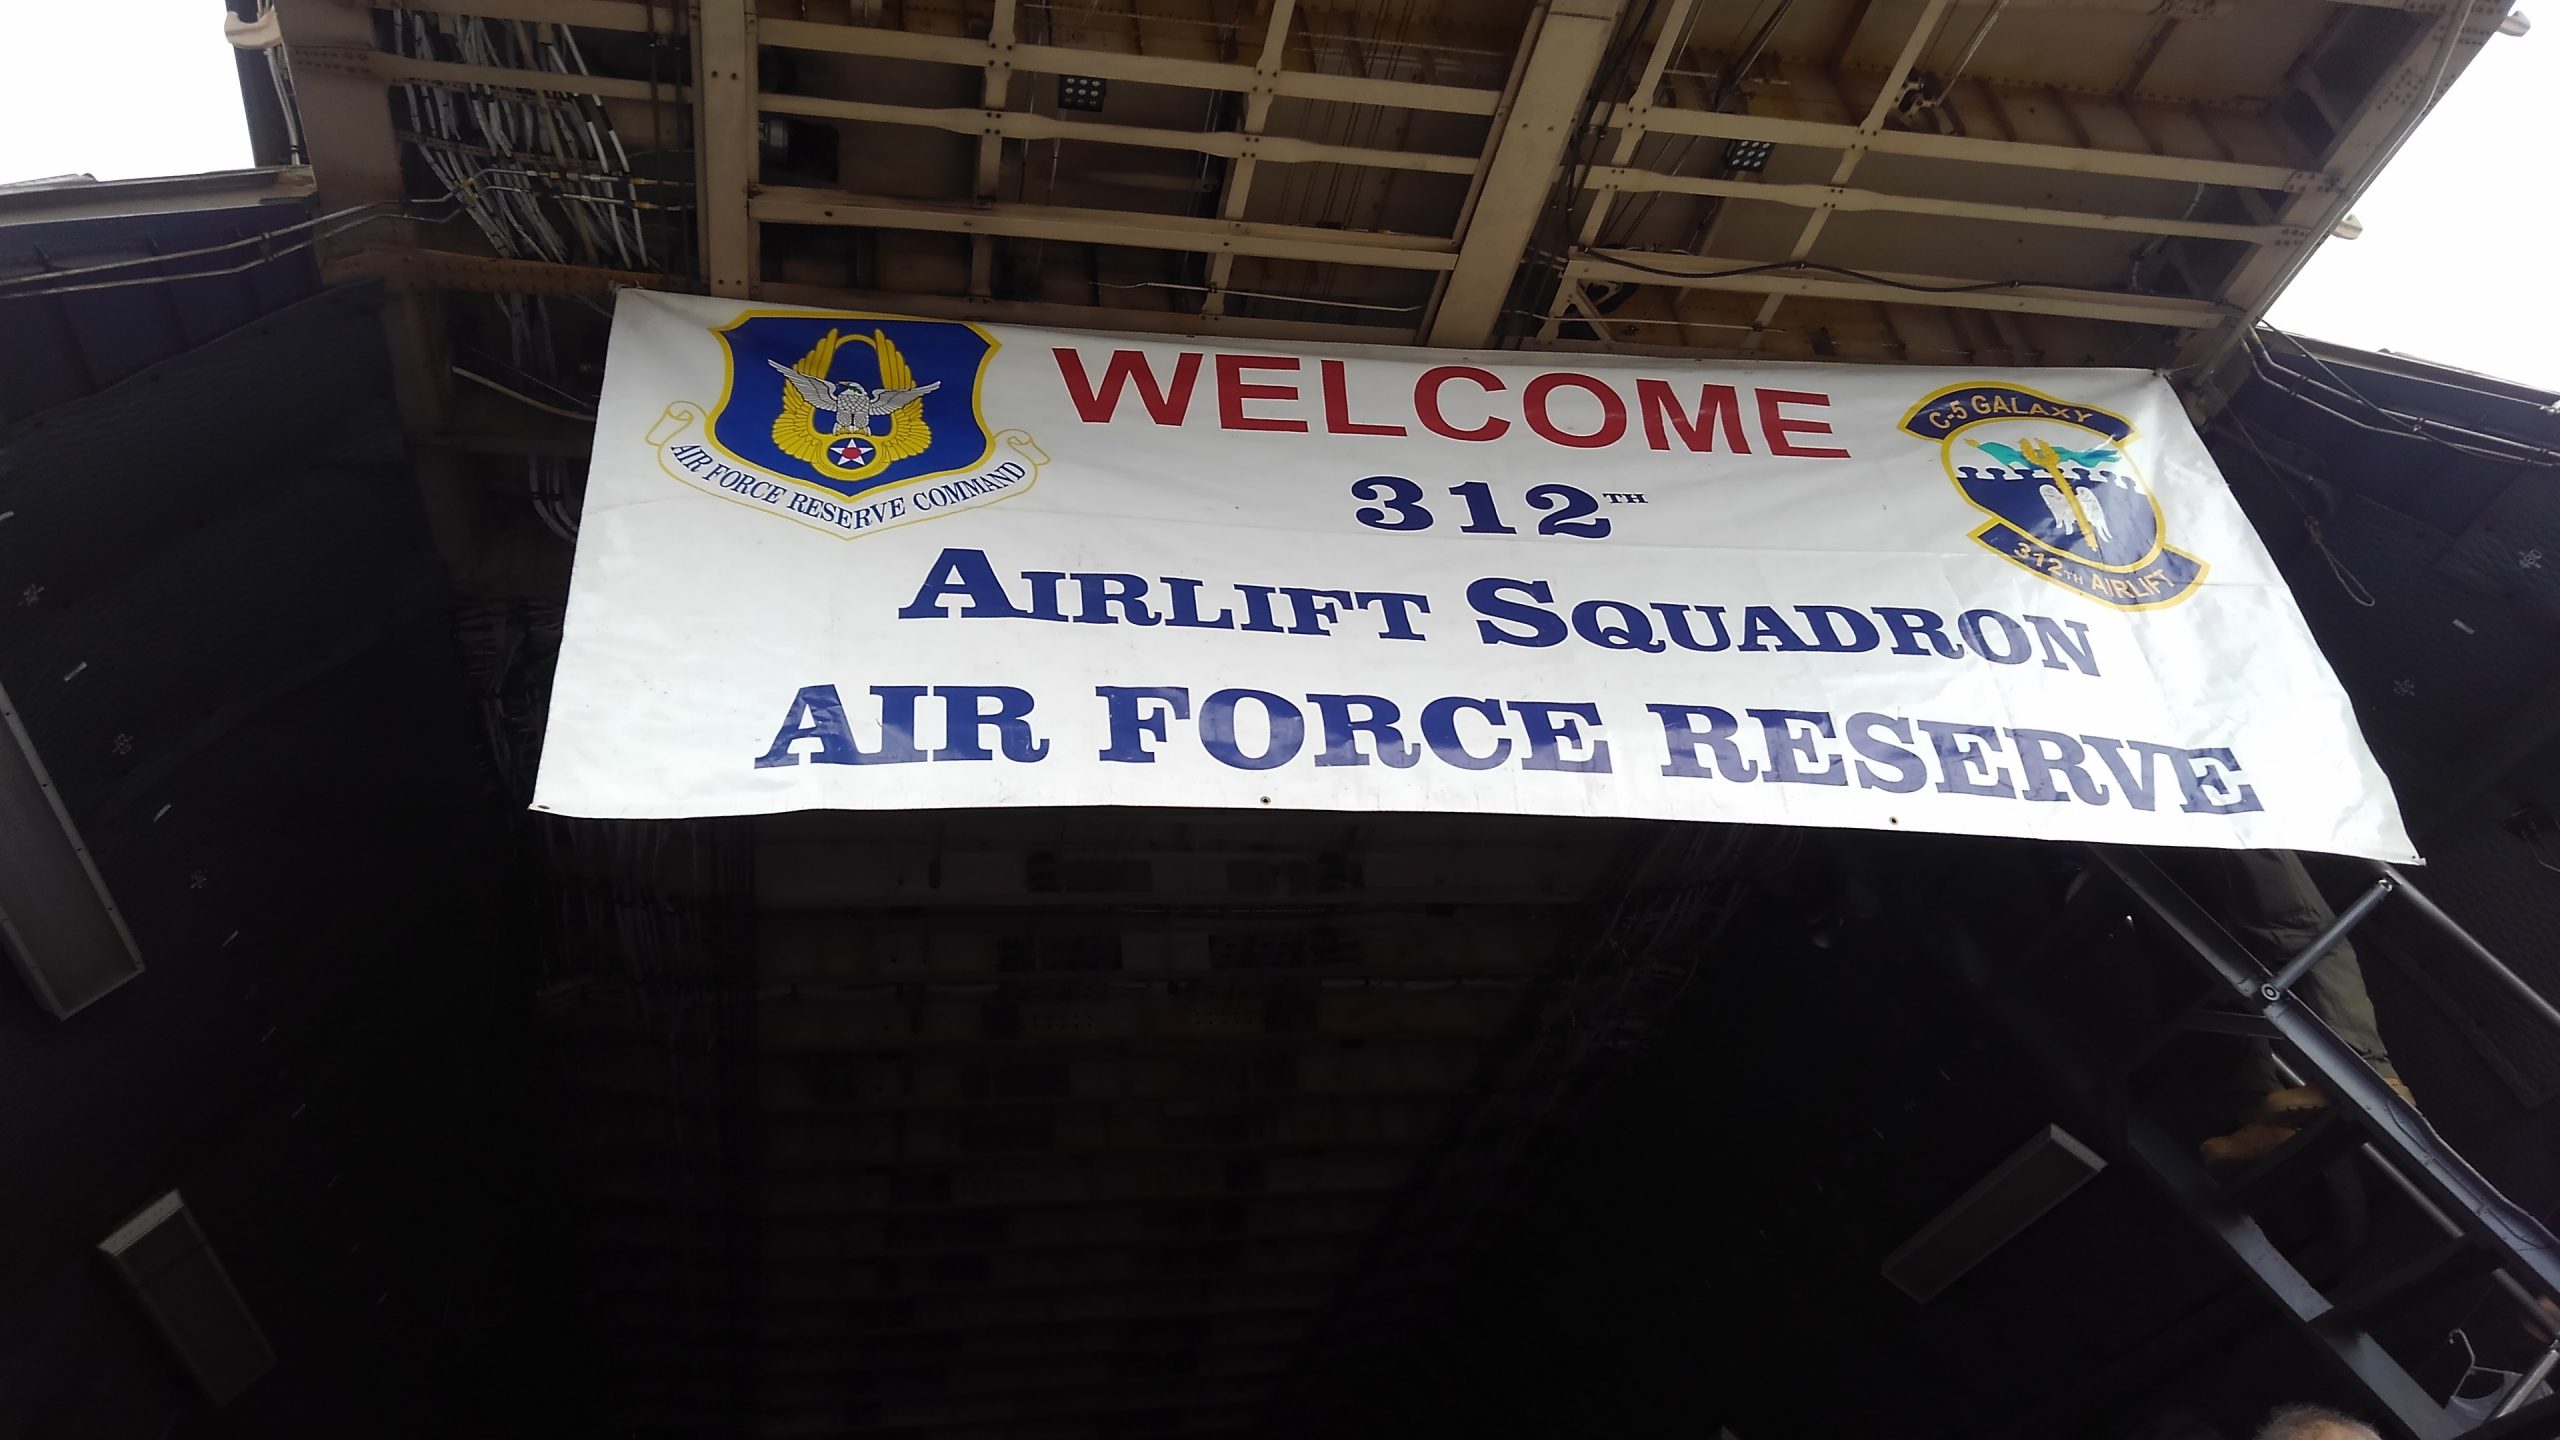 WELCOME
312TH
AIRLIFT SQUADRON
AIR FORCE RESERVE
AIR FORCE RESERVE COMMAND
C-5 GALAXY
312TH AIRLIFT